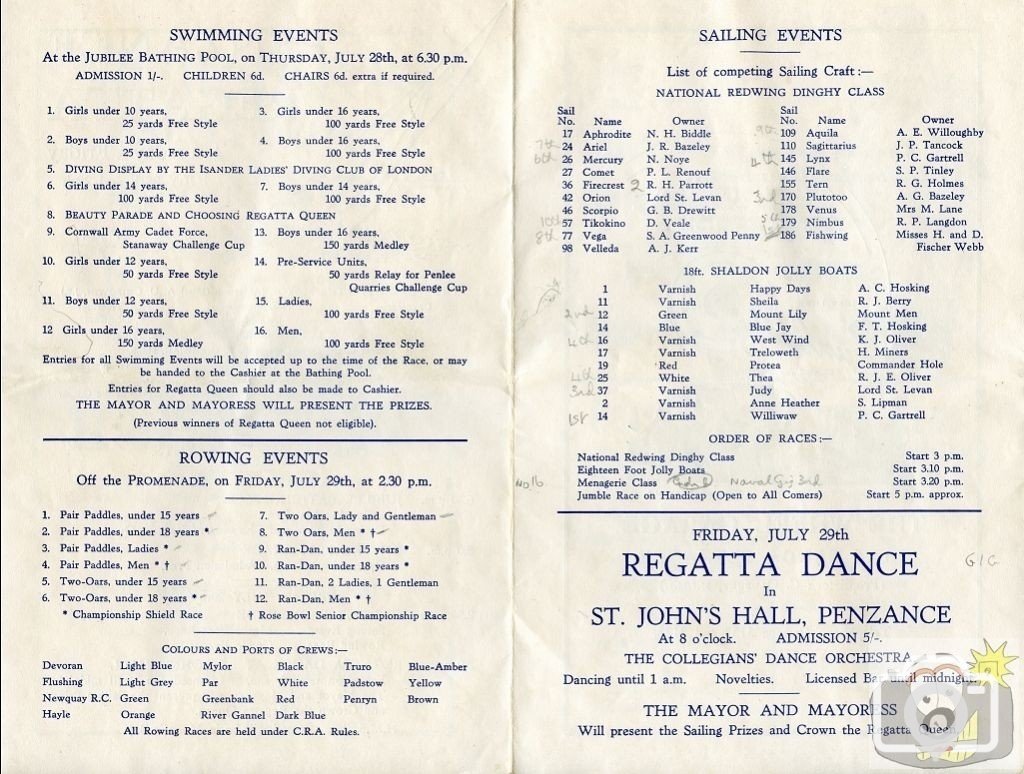 SWIMMING EVENTS
At the JUBILEE BATHING POOL, on THURSDAY, JULY 28th, at 6.30 p.m.
ADMISSION 1/-. CHILDREN 6d. CHAIRS 6d. extra if required.
1. Girls under 10 years,
25 yards Free Style
2. Boys under 10 years,
25 yards Free Style
3. Girls under 16 years,
100 yards Free Style
4. Boys under 16 years,
100 yards Free Style
5. DIVING DISPLAY BY THE ISANDER LADIES' DIVING CLUB OF LONDON
6. Girls under 14 years,
100 yards Free Style
7. Boys under 14 years,
100 yards Free Style
8. BEAUTY PARADE AND CHOOSING REGATTA QUEEN
9. Cornwall Army Cadet Force,
Stanaway Challenge Cup
10. Girls under 12 years,
50 yards Free Style
11. Boys under 12 years,
50 yards Free Style
12 Girls under 16 years,
150 yards Medley
13. Boys under 16 years,
150 yards Medley
14. Pre-Service Units,
50 yards Relay for Penlee
Quarries Challenge Cup
15. Ladies,
100 yards Free Style
16. Men,
100 yards Free Style
Entries for all Swimming Events will be accepted up to the time of the Race, or may
be handed to the Cashier at the Bathing Pool.
Entries for Regatta Queen should also be made to Cashier.
THE MAYOR AND MAYORESS WILL PRESENT THE PRIZES.
(Previous winners of Regatta Queen not eligible).
ROWING EVENTS
Off the PROMENADE, on FRIDAY, JULY 29th, at 2.30 p.m.
1. Pair Paddles, under 15 years
2. Pair Paddles, under 18 years *
3. Pair Paddles, Ladies *
4. Pair Paddles, Men * †
5. Two-Oars, under 15 years
6. Two-Oars, under 18 years *
7. Two Oars, Lady and Gentleman
8. Two Oars, Men * †
9. Ran-Dan, under 15 years *
10. Ran-Dan, under 18 years *
11. Ran-Dan, 2 Ladies, 1 Gentleman
12. Ran-Dan, Men * †
* Championship Shield Race † Rose Bowl Senior Championship Race
COLOURS AND PORTS OF CREWS:—
Devoran Light Blue Mylor Black Truro Blue-Amber
Flushing Light Grey Par White Padstow Yellow
Newquay R.C. Green Greenbank Red Penryn Brown
Hayle Orange River Gannel Dark Blue
All Rowing Races are held under C.R.A. Rules.
SAILING EVENTS
List of competing Sailing Craft:—
NATIONAL REDWING DINGHY CLASS
Sail
No. Name Owner
17 Aphrodite N. H. Biddle
7th 24 Ariel J. R. Bazeley
6th 26 Mercury N. Noye
27 Comet P. L. Renouf
36 Firecrest 2 R. H. Parrott
42 Orion Lord St. Levan
46 Scorpio G. B. Drewitt
10th 57 Tikokino D. Veale
8th 77 Vega S. A. Greenwood Penny
98 Velleda A. J. Kerr
Sail
No. Name Owner
9th 109 Aquila A. E. Willoughby
110 Sagittarius J. P. Tancock
4th 145 Lynx P. C. Gartrell
146 Flare S. P. Tinley
155 Tern R. G. Holmes
3rd 170 Plutotoo A. G. Bazeley
178 Venus Mrs M. Lane
5th 179 Nimbus R. P. Langdon
1st 186 Fishwing Misses H. and D.
Fischer Webb
18ft. SHALDON JOLLY BOATS
1 Varnish Happy Days A. C. Hosking
11 Varnish Sheila R. J. Berry
2nd 12 Green Mount Lily Mount Men
14 Blue Blue Jay F. T. Hosking
4th 16 Varnish West Wind K. J. Oliver
17 Varnish Treloweth H. Miners
19 Red Protea Commander Hole
4th 25 White Thea R. J. E. Oliver
3rd 37 Varnish Judy Lord St. Levan
2 Varnish Anne Heather S. Lipman
1st 14 Varnish Williwaw P. C. Gartrell
ORDER OF RACES:—
National Redwing Dinghy Class Start 3 p.m.
Eighteen Foot Jolly Boats Start 3.10 p.m.
No 16 Menagerie Class Naval Gig 3rd Start 3.20 p.m.
Jumble Race on Handicap (Open to All Comers) Start 5 p.m. approx.
FRIDAY, JULY 29th
REGATTA DANCE
GIG
In
ST. JOHN'S HALL, PENZANCE
At 8 o'clock. ADMISSION 5/-.
THE COLLEGIANS' DANCE ORCHESTRA
Dancing until 1 a.m. Novelties. Licensed Bar until midnight.
THE MAYOR AND MAYORESS
Will present the Sailing Prizes and Crown the Regatta Queen.